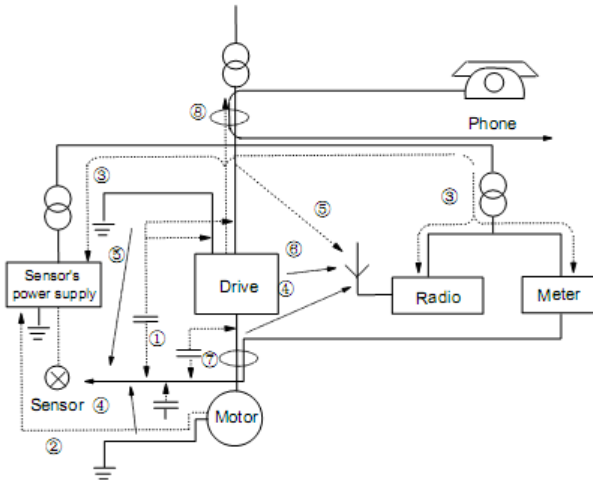 ⑧
Phone
③
③
⑤
⑥
⑤
Sensor's
power supply
Drive
④
Radio
Meter
①
⑦
Sensor
④
②
Motor